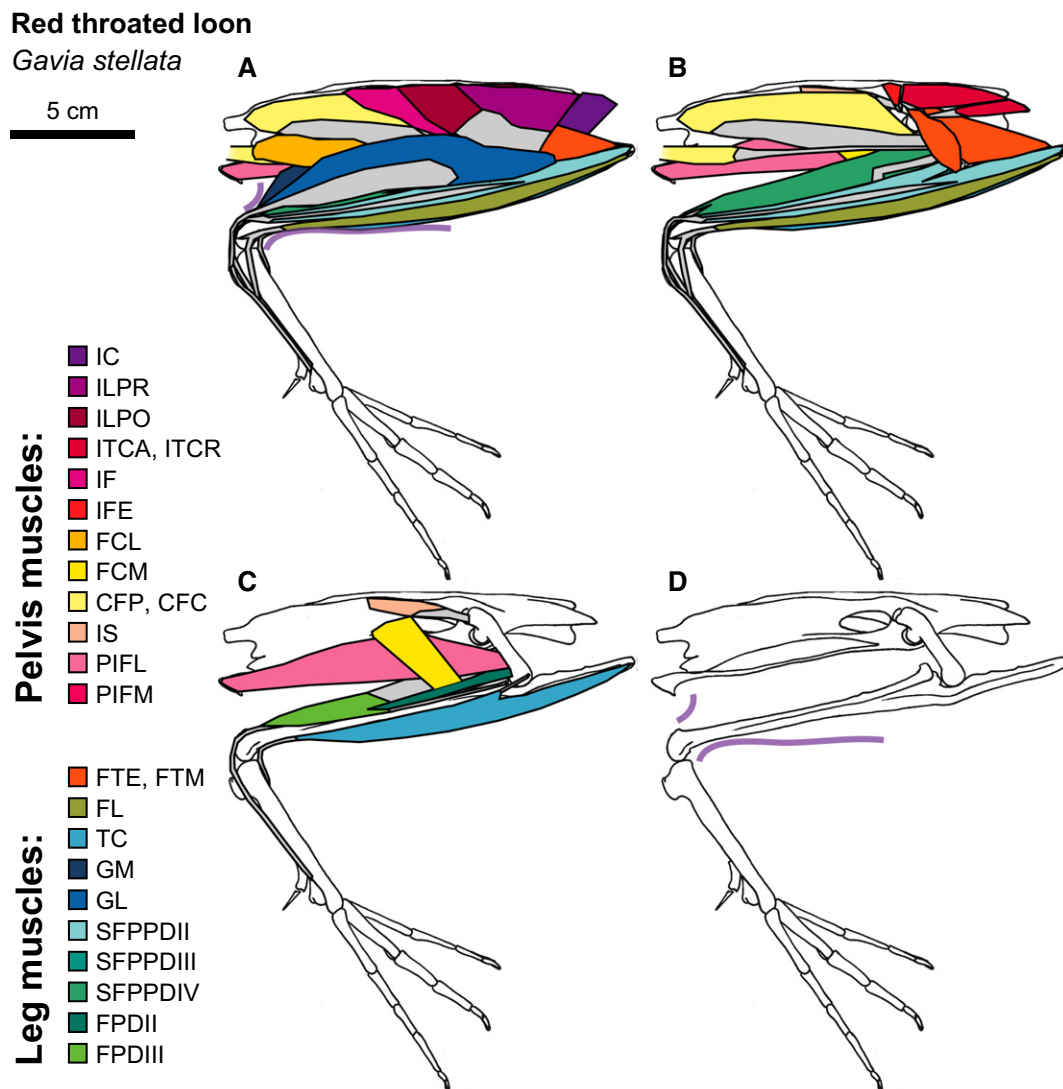 Red throated loon
Gavia stellata
5 cm
A
B
C
D
Pelvis muscles:
IC
ILPR
ILPO
ITCA, ITCR
IF
IFE
FCL
FCM
CFP, CFC
IS
PIFL
PIFM
Leg muscles:
FTE, FTM
FL
TC
GM
GL
SFPPDII
SFPPDIII
SFPPDIV
FPDII
FPDIII